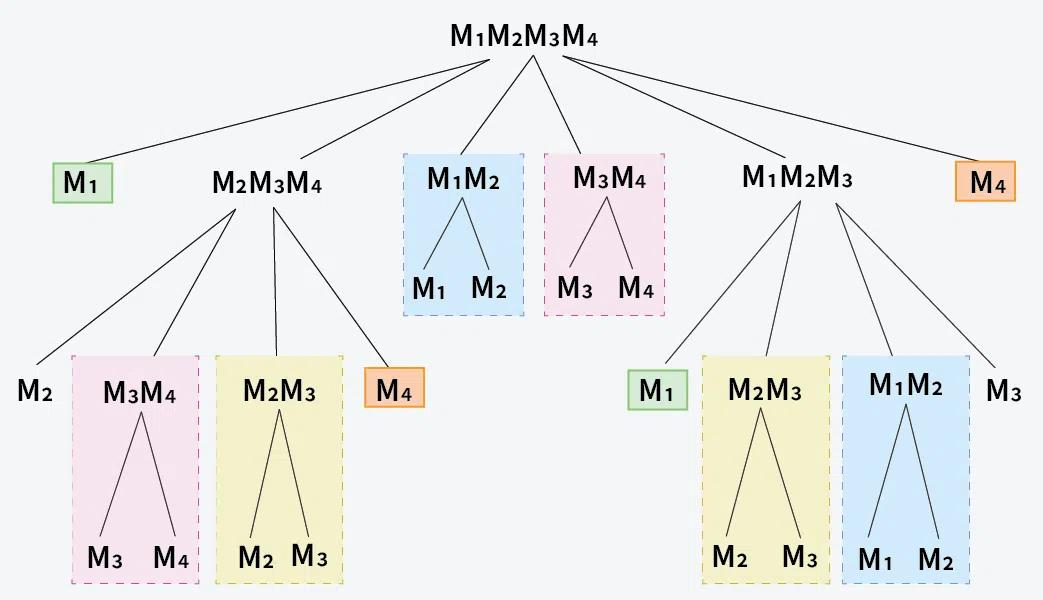 M₁M₂M₃M₄
M₁ M₂M₃M₄ M₁M₂ M₃M₄ M₁M₂M₃ M₄
M₁ M₂ M₃ M₄
M₂ M₃M₄ M₂M₃ M₄ M₁ M₂M₃ M₁M₂ M₃
M₃ M₄ M₂ M₃ M₂ M₃ M₁ M₂